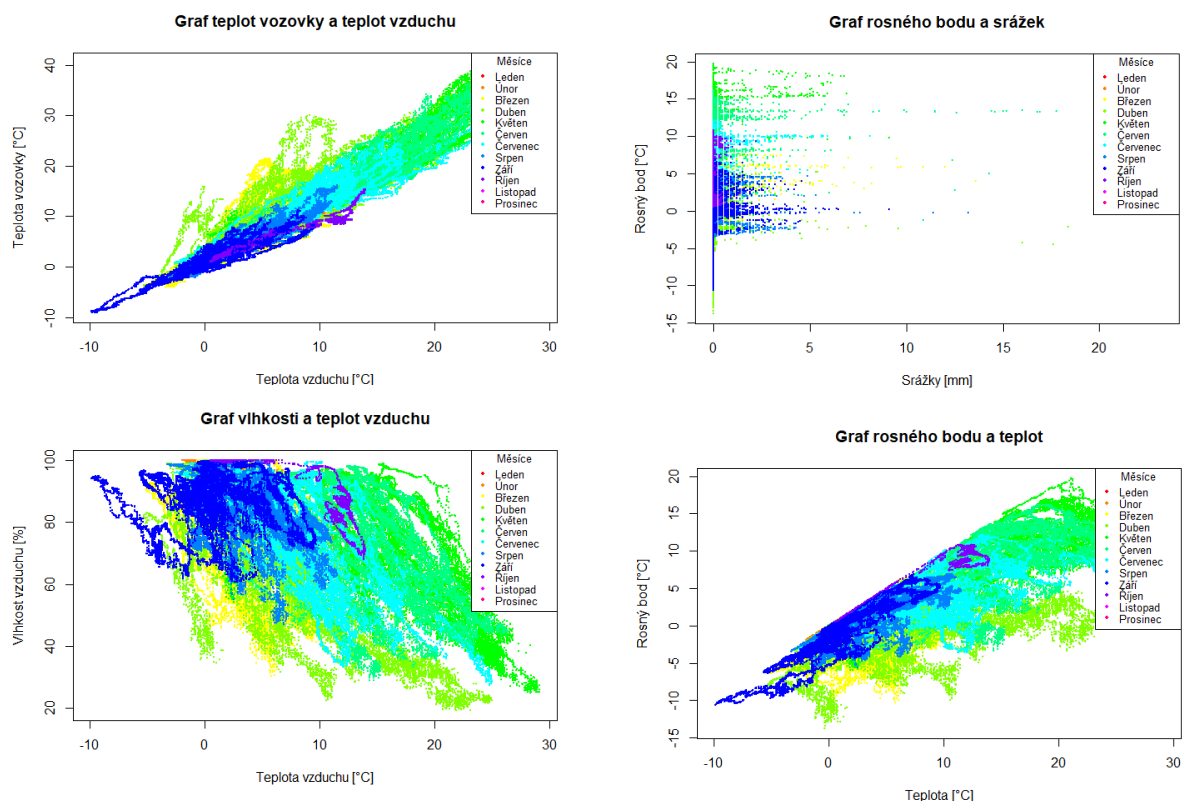 Graf teplot vozovky a teplot vzduchu
Teplota vozovky [°C]
40
30
20
10
0
-10
-10 0 10 20 30
Teplota vzduchu [°C]
Měsíce
Leden
Únor
Březen
Duben
Květen
Červen
Červenec
Srpen
Září
Říjen
Listopad
Prosinec
Graf rosného bodu a srážek
Rosný bod [°C]
20
15
10
5
0
-5
-10
-15
0 5 10 15 20
Srážky [mm]
Měsíce
Leden
Únor
Březen
Duben
Květen
Červen
Červenec
Srpen
Září
Říjen
Listopad
Prosinec
Graf vlhkosti a teplot vzduchu
Vlhkost vzduchu [%]
100
80
60
40
20
-10 0 10 20 30
Teplota vzduchu [°C]
Měsíce
Leden
Únor
Březen
Duben
Květen
Červen
Červenec
Srpen
Září
Říjen
Listopad
Prosinec
Graf rosného bodu a teplot
Rosný bod [°C]
20
15
10
5
0
-5
-10
-15
-10 0 10 20 30
Teplota [°C]
Měsíce
Leden
Únor
Březen
Duben
Květen
Červen
Červenec
Srpen
Září
Říjen
Listopad
Prosinec